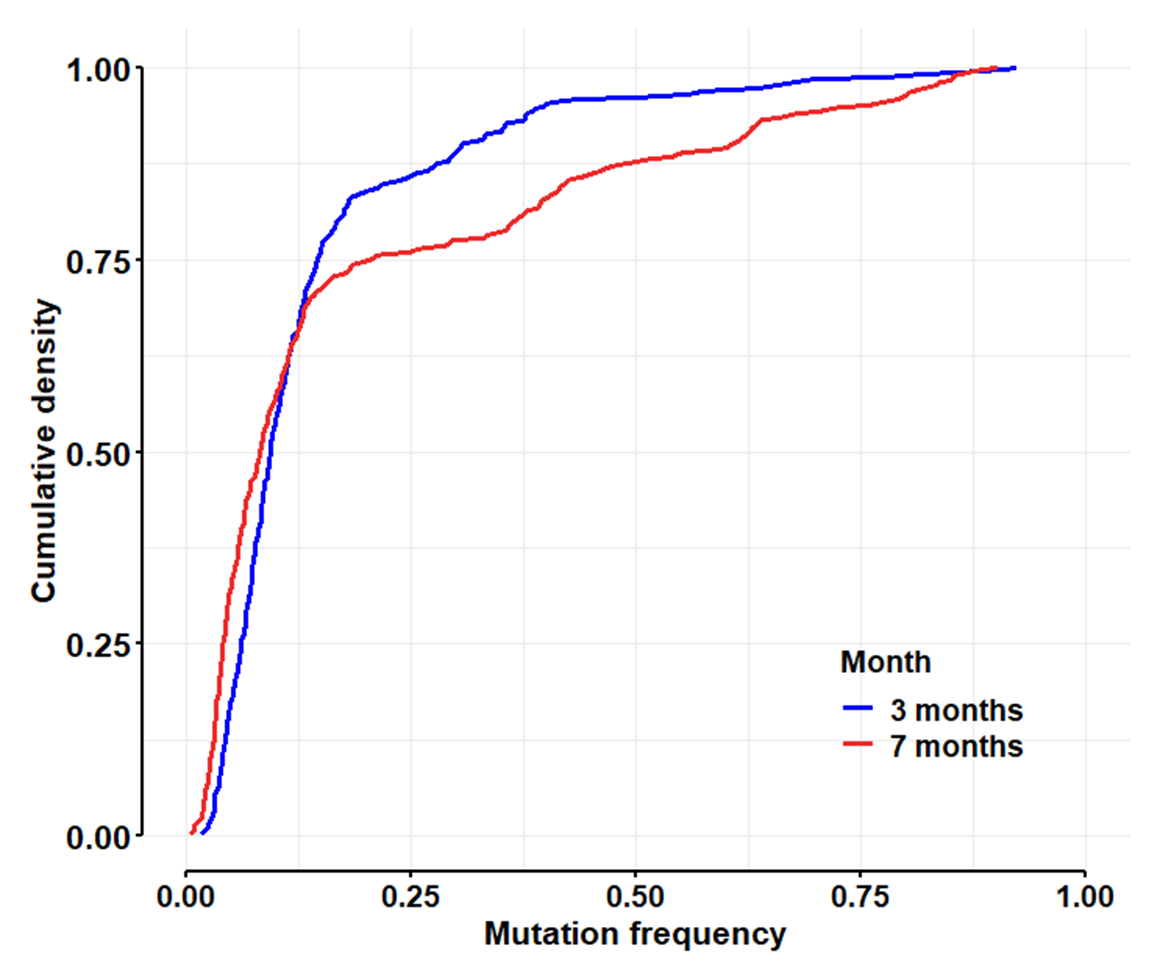 1.00
0.75
0.50
0.25
0.00
Cumulative density
Month
3 months
7 months
0.00 0.25 0.50 0.75 1.00
Mutation frequency